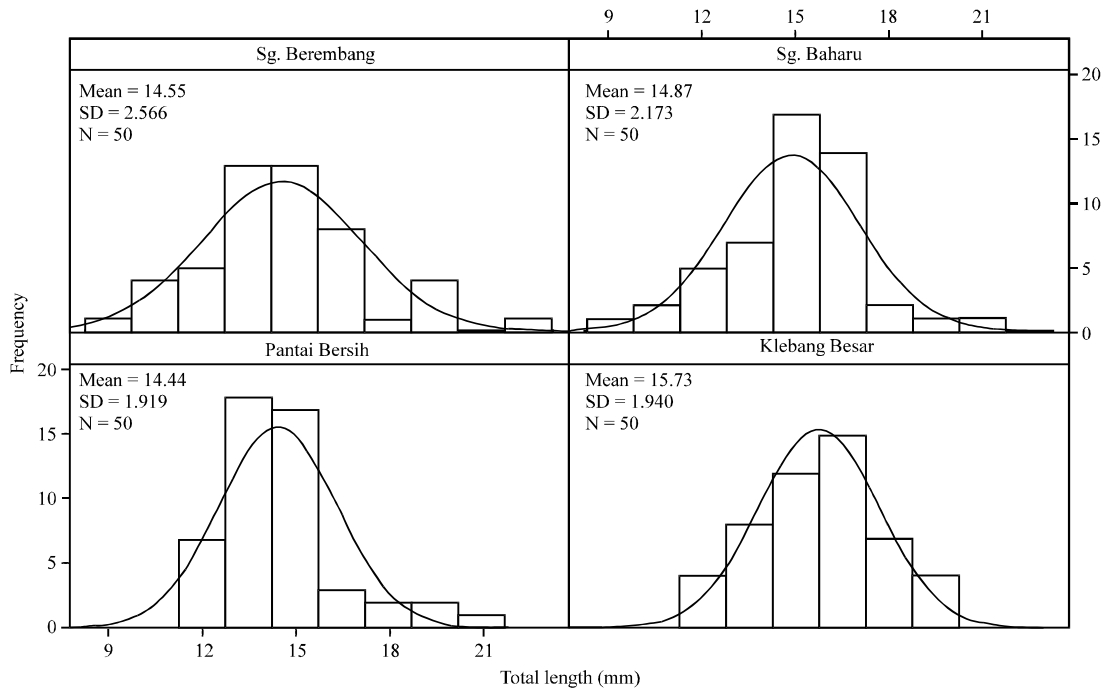 9 12 15 18 21
Sg. Berembang
Sg. Baharu
Mean = 14.55
SD = 2.566
N = 50
Mean = 14.87
SD = 2.173
N = 50
20
15
10
5
0
Frequency
Pantai Bersih
Klebang Besar
Mean = 14.44
SD = 1.919
N = 50
Mean = 15.73
SD = 1.940
N = 50
20
15
10
5
0
9 12 15 18 21
Total length (mm)